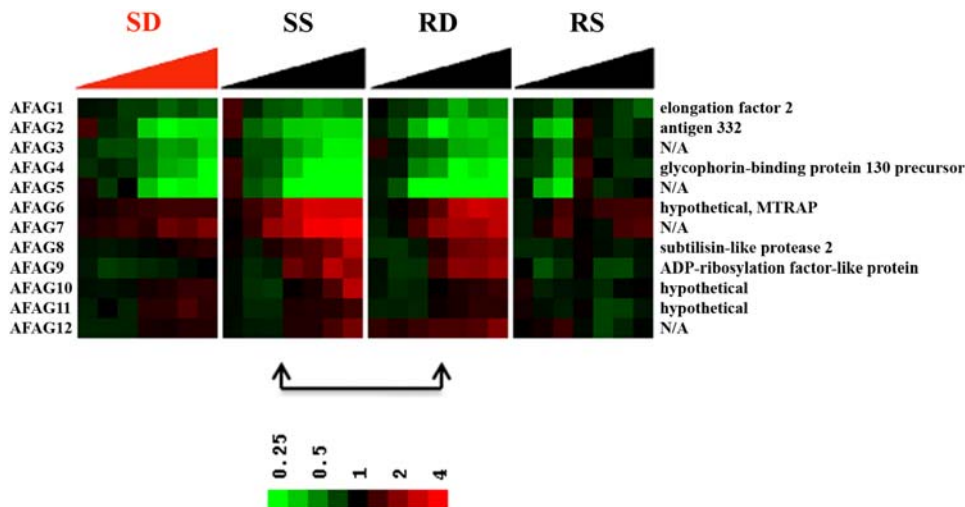 SD SS RD RS
AFAG1 elongation factor 2
AFAG2 antigen 332
AFAG3 N/A
AFAG4 glycophorin-binding protein 130 precursor
AFAG5 N/A
AFAG6 hypothetical, MTRAP
AFAG7 N/A
AFAG8 subtilisin-like protease 2
AFAG9 ADP-ribosylation factor-like protein
AFAG10 hypothetical
AFAG11 hypothetical
AFAG12 N/A
0.25 0.5 1 2 4